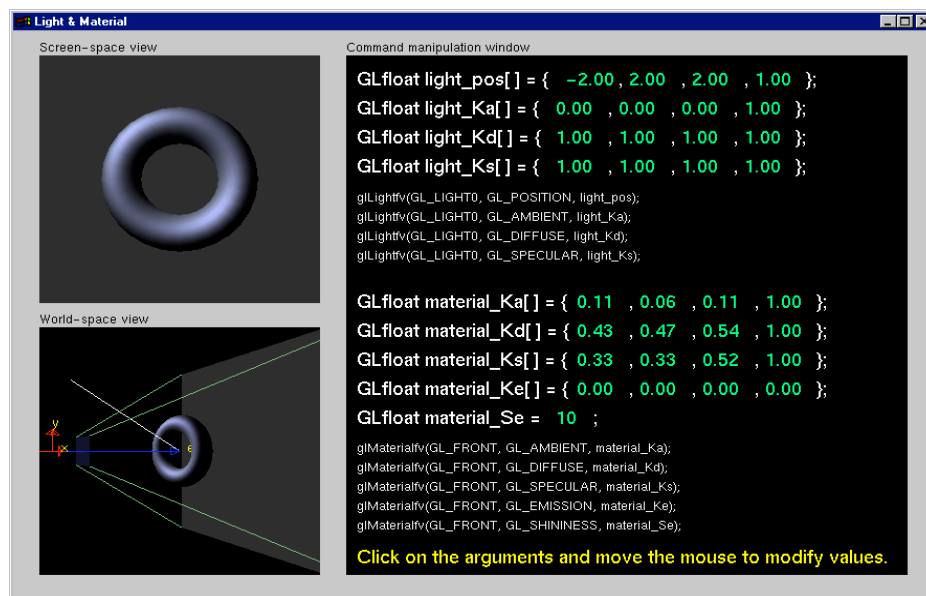 Light & Material
Screen-space view
Command manipulation window
GLfloat light_pos[ ] = { -2.00 , 2.00 , 2.00 , 1.00 };
GLfloat light_Ka[ ] = { 0.00 , 0.00 , 0.00 , 1.00 };
GLfloat light_Kd[ ] = { 1.00 , 1.00 , 1.00 , 1.00 };
GLfloat light_Ks[ ] = { 1.00 , 1.00 , 1.00 , 1.00 };
glLightfv(GL_LIGHT0, GL_POSITION, light_pos);
glLightfv(GL_LIGHT0, GL_AMBIENT, light_Ka);
glLightfv(GL_LIGHT0, GL_DIFFUSE, light_Kd);
glLightfv(GL_LIGHT0, GL_SPECULAR, light_Ks);
GLfloat material_Ka[ ] = { 0.11 , 0.06 , 0.11 , 1.00 };
GLfloat material_Kd[ ] = { 0.43 , 0.47 , 0.54 , 1.00 };
GLfloat material_Ks[ ] = { 0.33 , 0.33 , 0.52 , 1.00 };
GLfloat material_Ke[ ] = { 0.00 , 0.00 , 0.00 , 0.00 };
GLfloat material_Se = 10 ;
glMaterialfv(GL_FRONT, GL_AMBIENT, material_Ka);
glMaterialfv(GL_FRONT, GL_DIFFUSE, material_Kd);
glMaterialfv(GL_FRONT, GL_SPECULAR, material_Ks);
glMaterialfv(GL_FRONT, GL_EMISSION, material_Ke);
glMaterialfv(GL_FRONT, GL_SHININESS, material_Se);
Click on the arguments and move the mouse to modify values.
World-space view
y
x